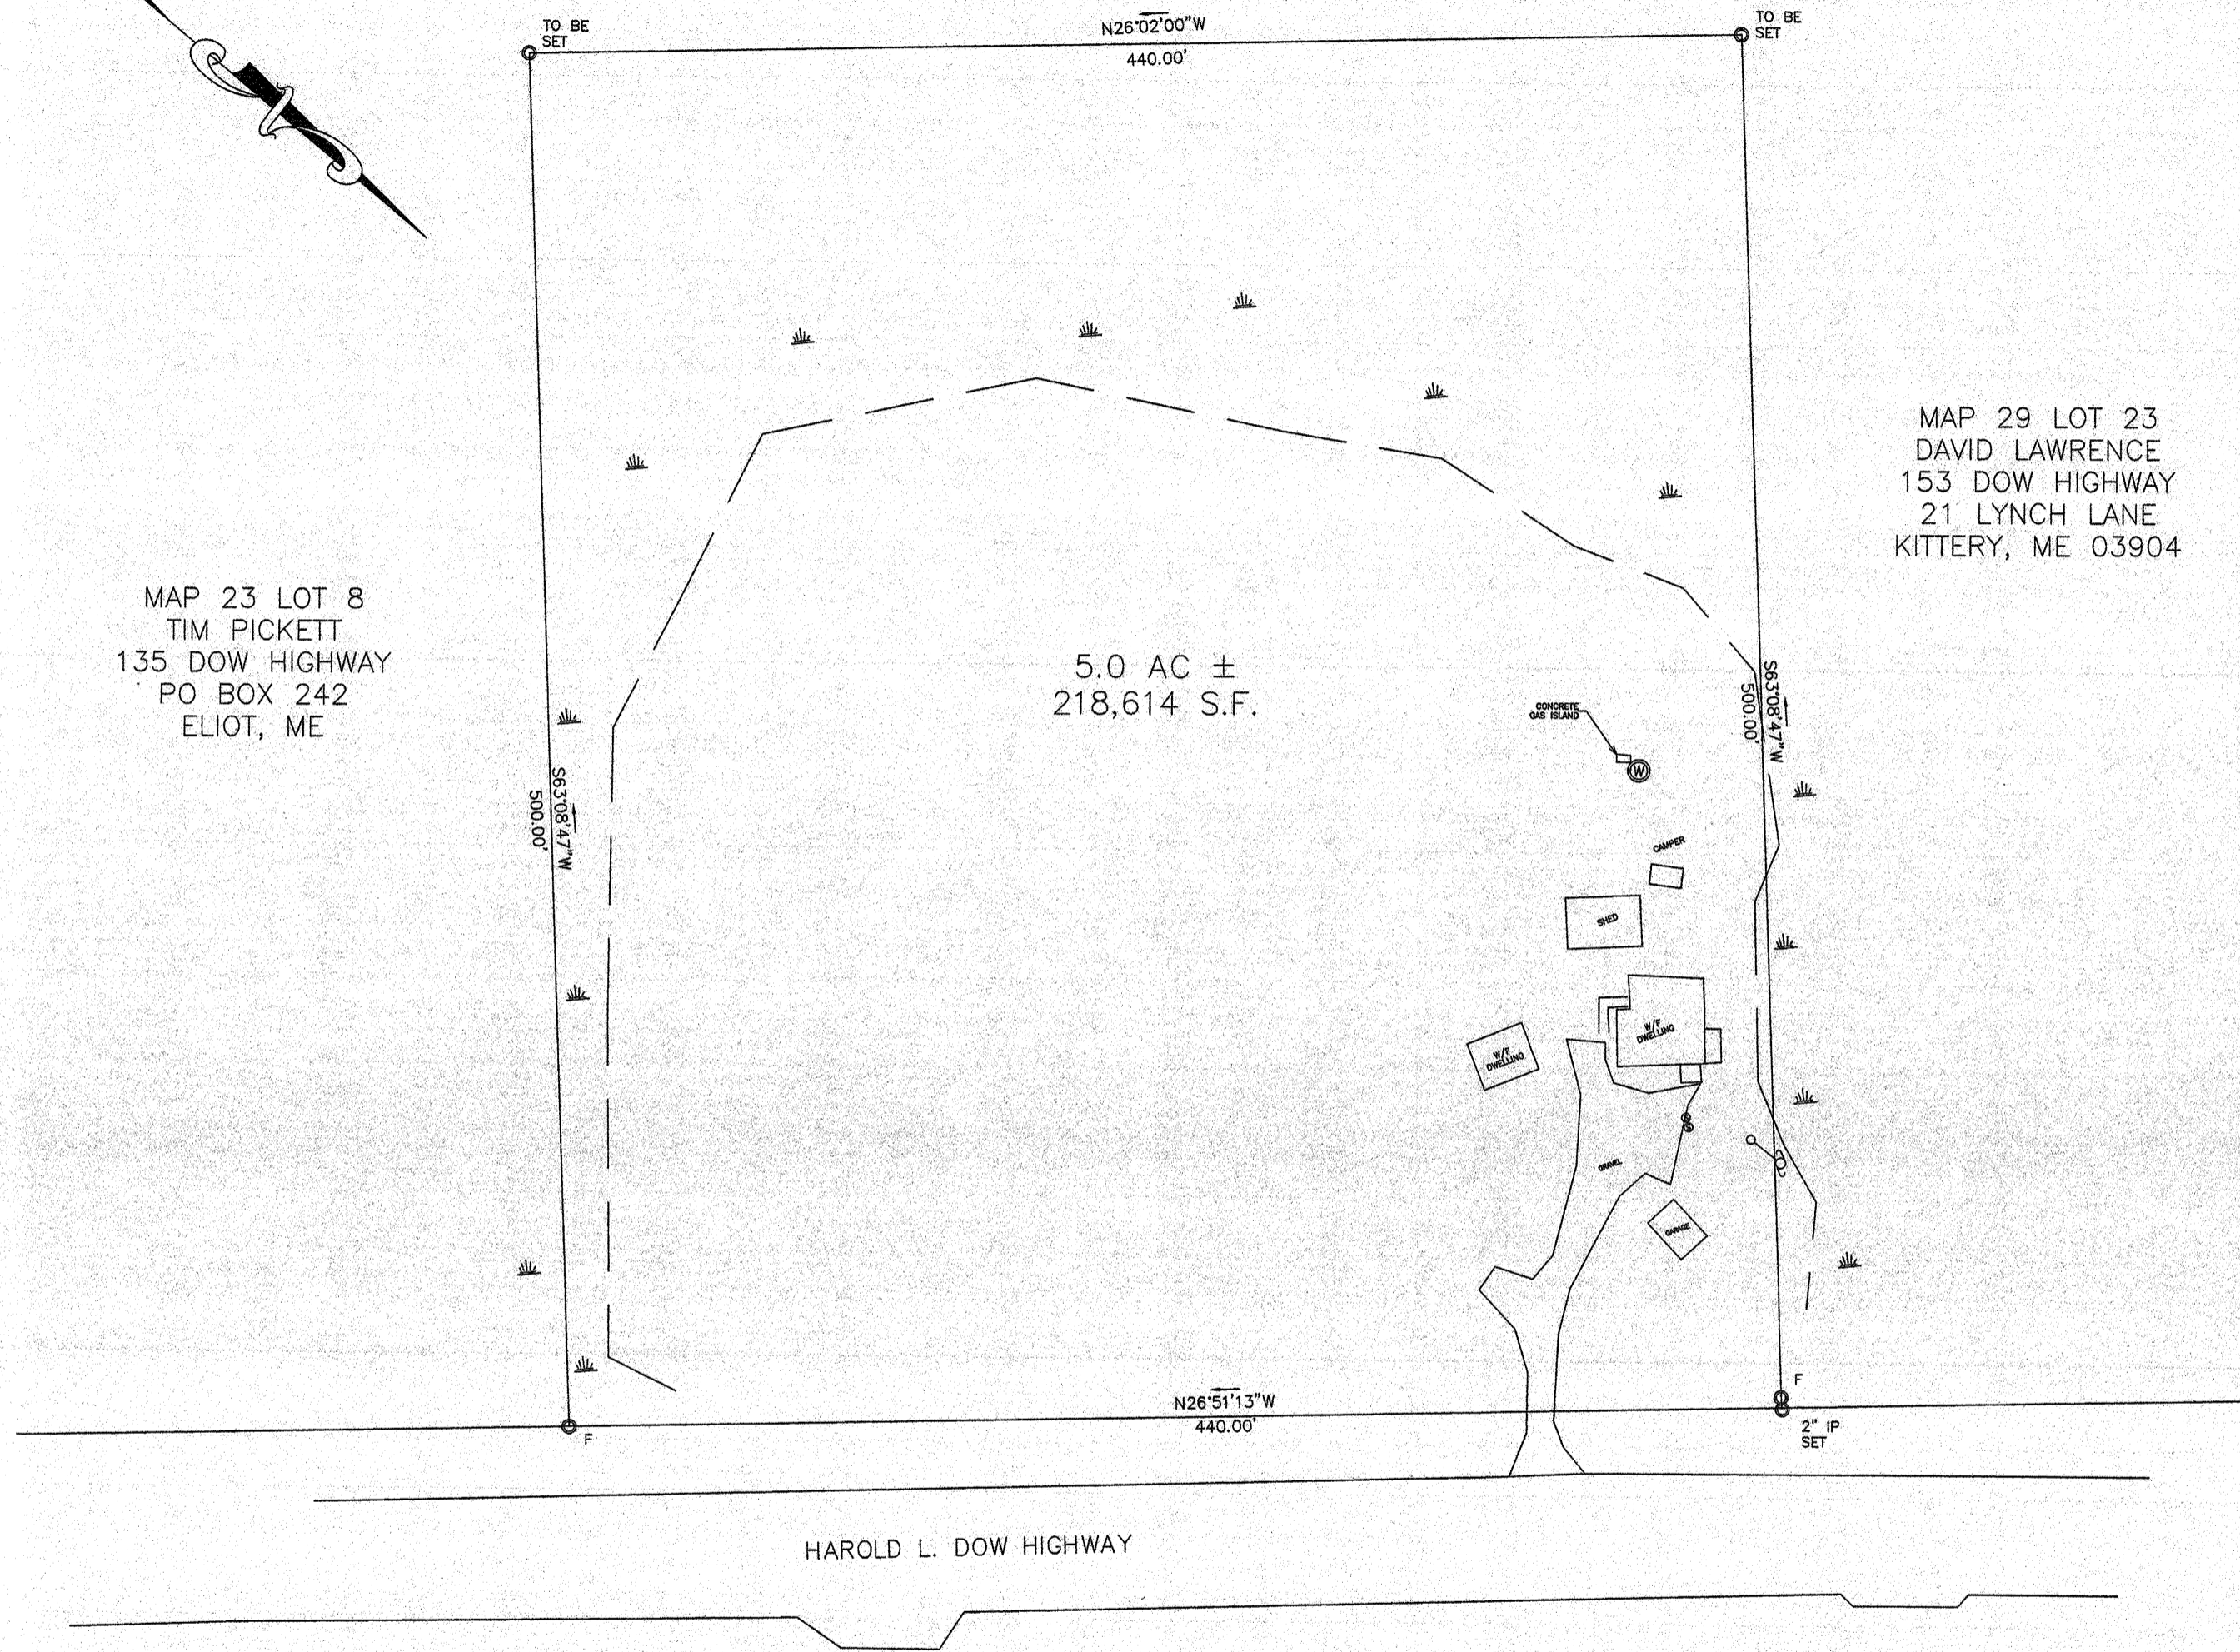 TO BE
SET
N26°02'00"W
440.00'
TO BE
SET
MAP 29 LOT 23
DAVID LAWRENCE
153 DOW HIGHWAY
21 LYNCH LANE
KITTERY, ME 03904
MAP 23 LOT 8
TIM PICKETT
135 DOW HIGHWAY
PO BOX 242
ELIOT, ME
5.0 AC ±
218,614 S.F.
S63°08'47"W
500.00'
CONCRETE
GAS ISLAND
W
S63°08'47"W
500.00'
CAMPER
SHED
W/F
DWELLING
W/F
DWELLING
GRAVEL
GARAGE
F
N26°51'13"W
440.00'
F
2" IP
SET
HAROLD L. DOW HIGHWAY